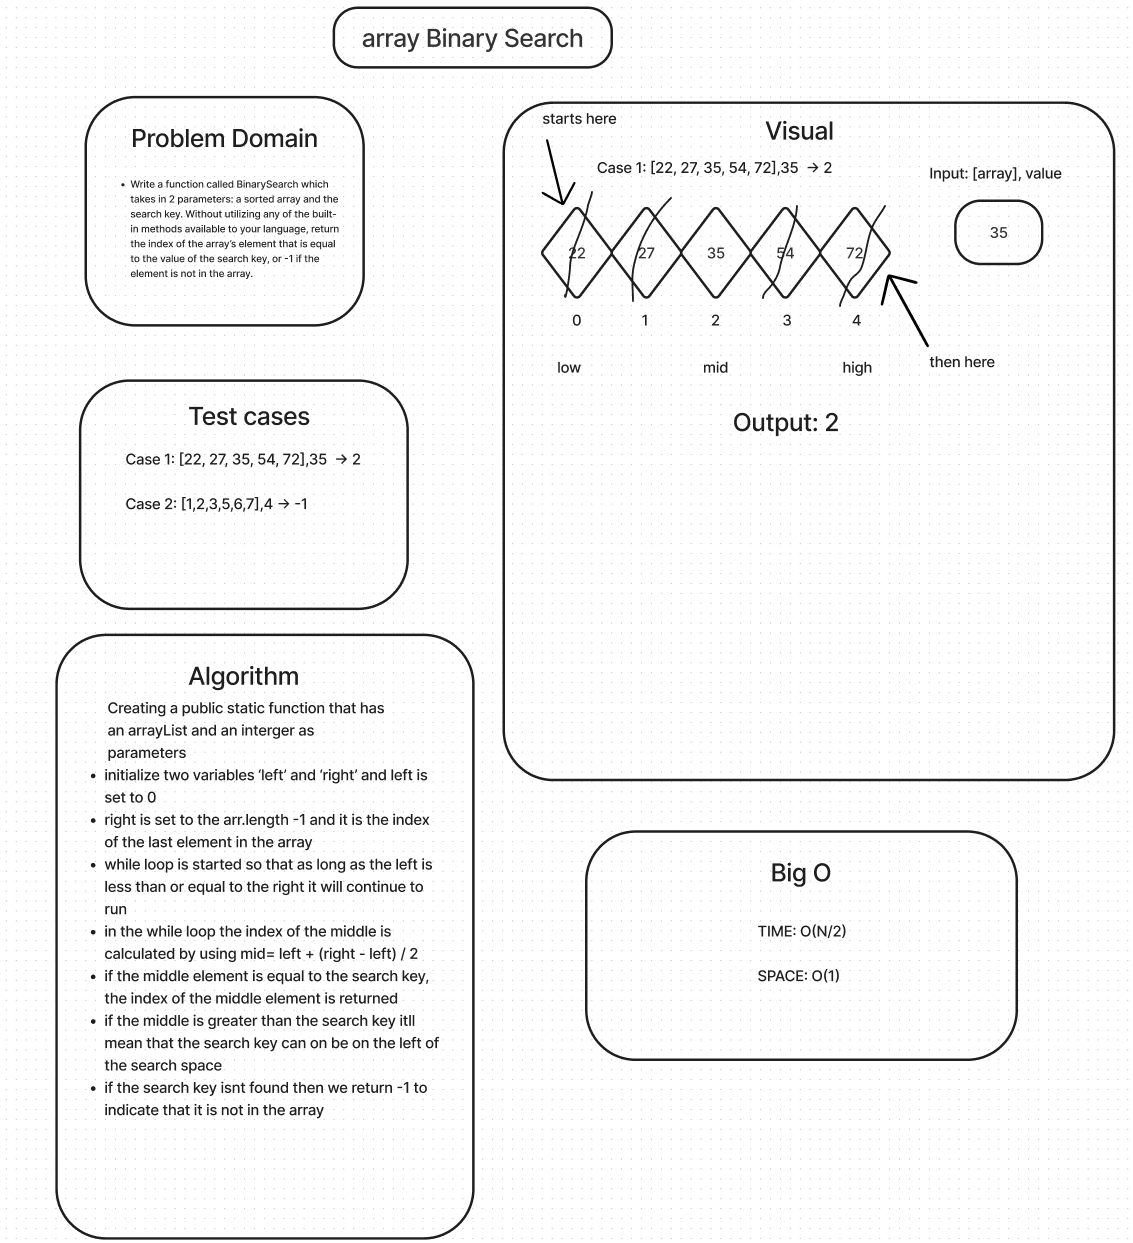 array Binary Search
Problem Domain
• Write a function called BinarySearch which
takes in 2 parameters: a sorted array and the
search key. Without utilizing any of the built-
in methods available to your language, return
the index of the array’s element that is equal
to the value of the search key, or -1 if the
element is not in the array.
Test cases
Case 1: [22, 27, 35, 54, 72],35 → 2
Case 2: [1,2,3,5,6,7],4 → -1
Algorithm
Creating a public static function that has
an arrayList and an interger as
parameters
• initialize two variables ‘left’ and ‘right’ and left is
set to 0
• right is set to the arr.length -1 and it is the index
of the last element in the array
• while loop is started so that as long as the left is
less than or equal to the right it will continue to
run
• in the while loop the index of the middle is
calculated by using mid= left + (right - left) / 2
• if the middle element is equal to the search key,
the index of the middle element is returned
• if the middle is greater than the search key itll
mean that the search key can on be on the left of
the search space
• if the search key isnt found then we return -1 to
indicate that it is not in the array
starts here
Visual
Case 1: [22, 27, 35, 54, 72],35 → 2
Input: [array], value
22 27 35 54 72
35
0 1 2 3 4
then here
low mid high
Output: 2
Big O
TIME: O(N/2)
SPACE: O(1)